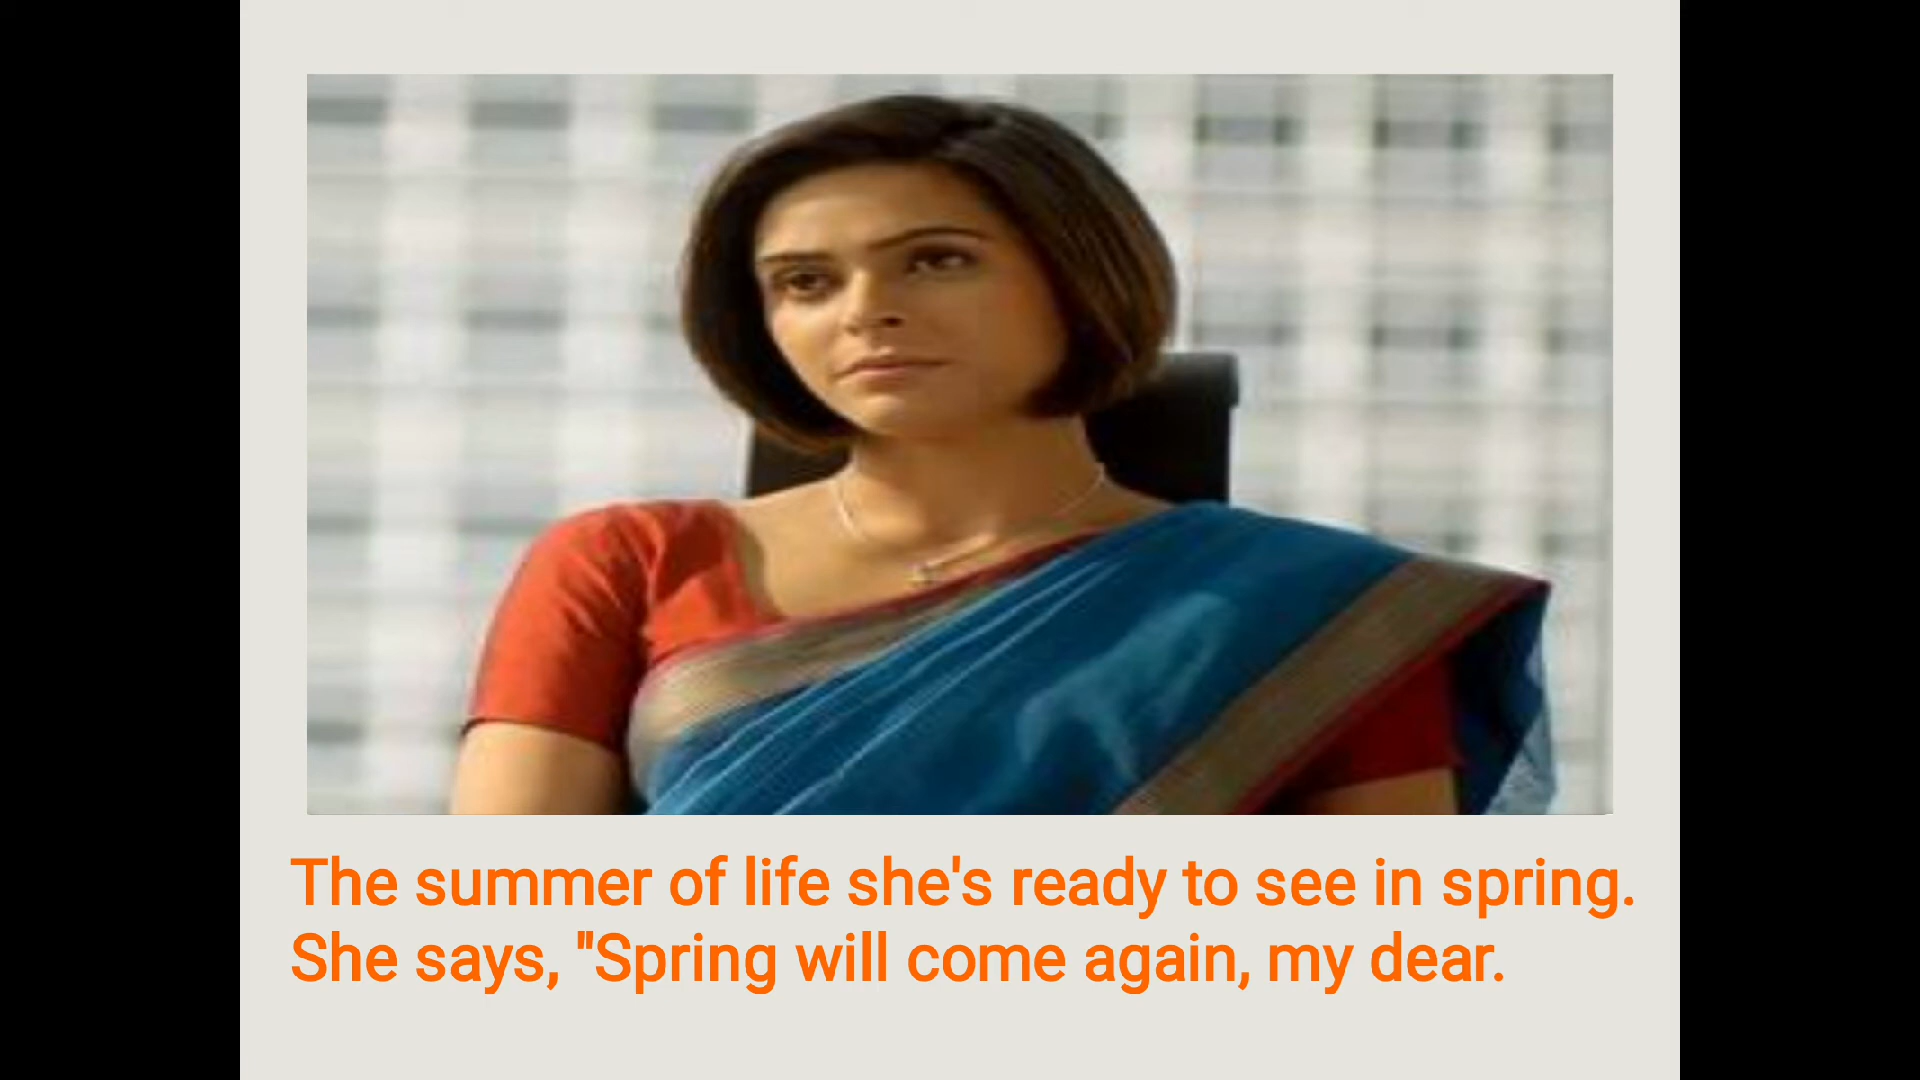 The summer of life she's ready to see in spring.
She says, "Spring will come again, my dear.